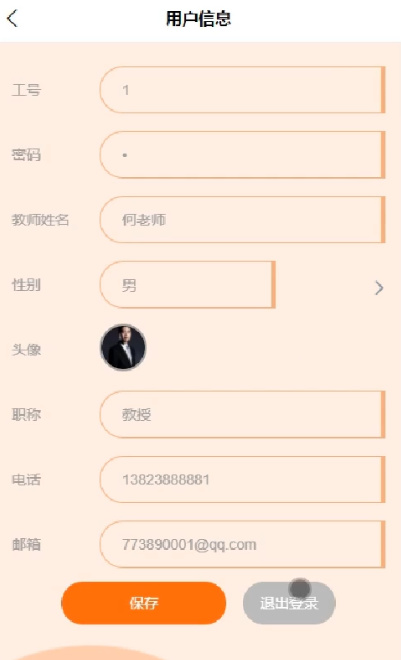 用户信息
工号 1
密码 •
教师姓名 何老师
性别 男
头像
职称 教授
电话 13823888881
邮箱 773890001@qq.com
保存 退出登录